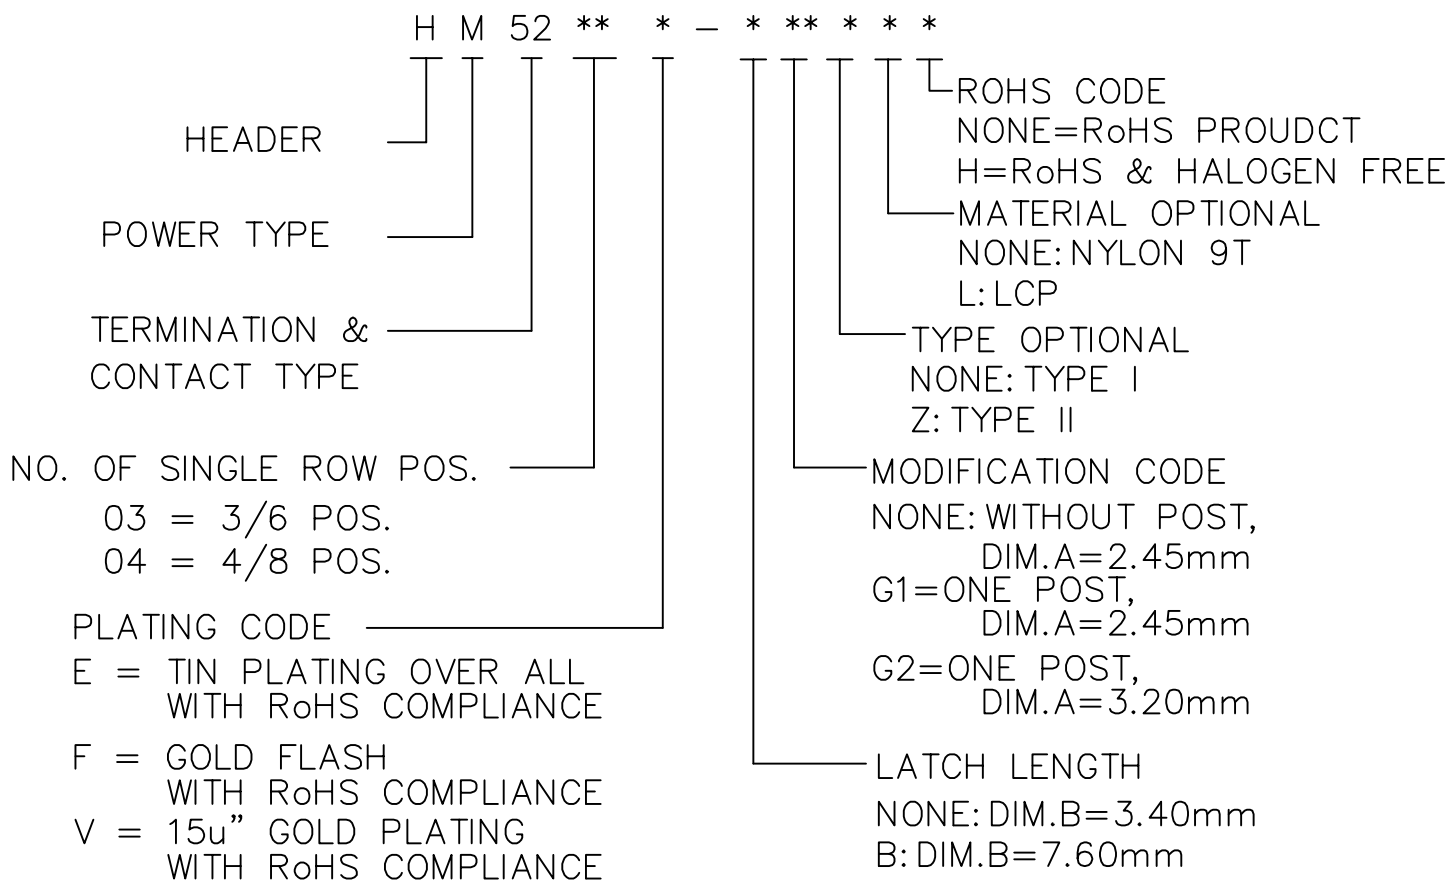 H M 52 ** * - * ** * * *
HEADER
POWER TYPE
TERMINATION &
CONTACT TYPE
NO. OF SINGLE ROW POS.
03 = 3/6 POS.
04 = 4/8 POS.
PLATING CODE
E = TIN PLATING OVER ALL
WITH RoHS COMPLIANCE
F = GOLD FLASH
WITH RoHS COMPLIANCE
V = 15u” GOLD PLATING
WITH RoHS COMPLIANCE
ROHS CODE
NONE=RoHS PROUDCT
H=RoHS & HALOGEN FREE
MATERIAL OPTIONAL
NONE: NYLON 9T
L: LCP
TYPE OPTIONAL
NONE: TYPE I
Z: TYPE II
MODIFICATION CODE
NONE: WITHOUT POST,
DIM.A=2.45mm
G1=ONE POST,
DIM.A=2.45mm
G2=ONE POST,
DIM.A=3.20mm
LATCH LENGTH
NONE: DIM.B=3.40mm
B: DIM.B=7.60mm